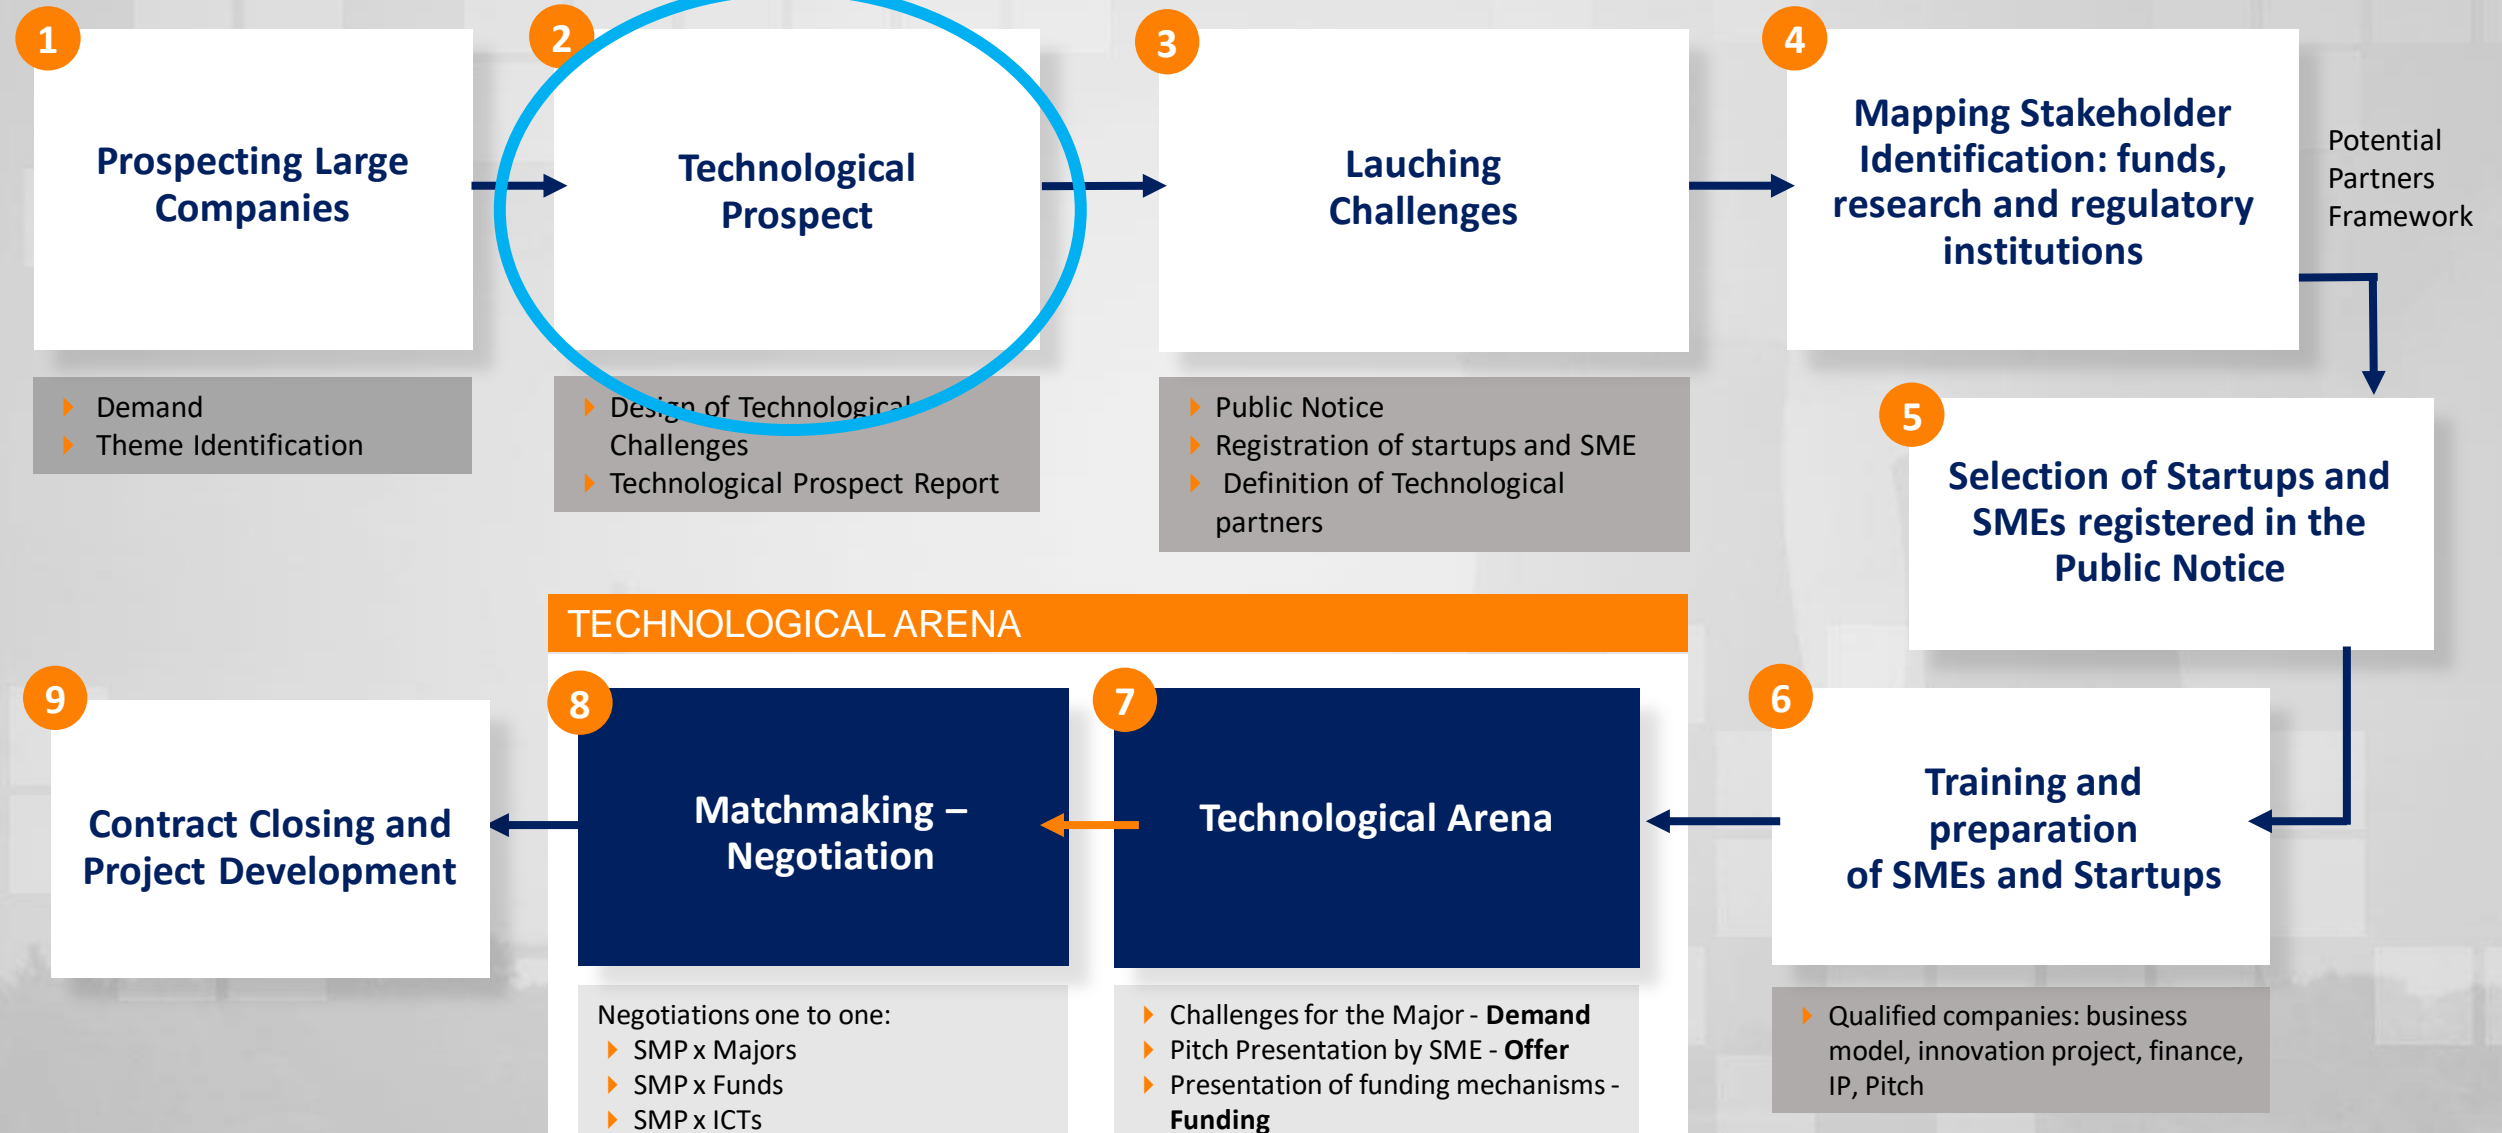 1
Prospecting Large
Companies
Demand
Theme Identification
2
Technological
Prospect
Design of Technological
Challenges
Technological Prospect Report
3
Lauching
Challenges
Public Notice
Registration of startups and SME
Definition of Technological
partners
4
Mapping Stakeholder
Identification: funds,
research and regulatory
institutions
Potential
Partners
Framework
5
Selection of Startups and
SMEs registered in the
Public Notice
6
Training and
preparation
of SMEs and Startups
Qualified companies: business
model, innovation project, finance,
IP, Pitch
TECHNOLOGICAL ARENA
7
Technological Arena
Challenges for the Major - Demand
Pitch Presentation by SME - Offer
Presentation of funding mechanisms -
Funding
8
Matchmaking –
Negotiation
Negotiations one to one:
SMP x Majors
SMP x Funds
SMP x ICTs
9
Contract Closing and
Project Development